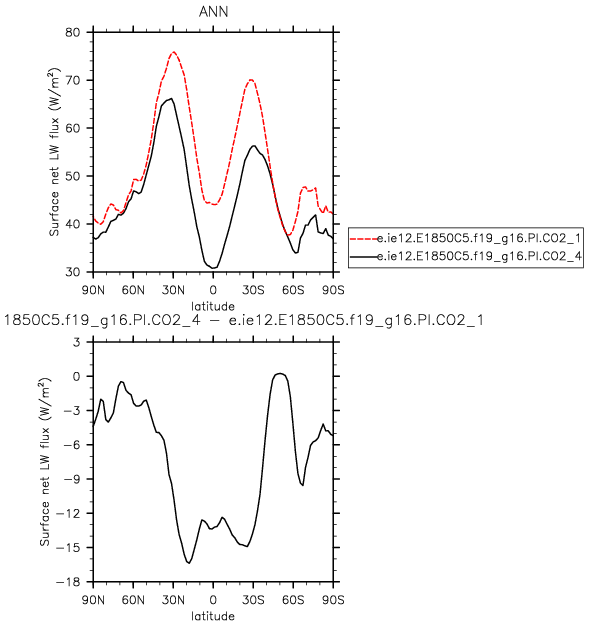 ANN
80
70
60
50
40
30
Surface net LW flux (W/m²)
90N 60N 30N 0 30S 60S 90S
latitude
e.ie12.E1850C5.f19_g16.PI.CO2_1
e.ie12.E1850C5.f19_g16.PI.CO2_4
1850C5.f19_g16.PI.CO2_4 − e.ie12.E1850C5.f19_g16.PI.CO2_1
3
0
−3
−6
−9
−12
−15
−18
Surface net LW flux (W/m²)
90N 60N 30N 0 30S 60S 90S
latitude